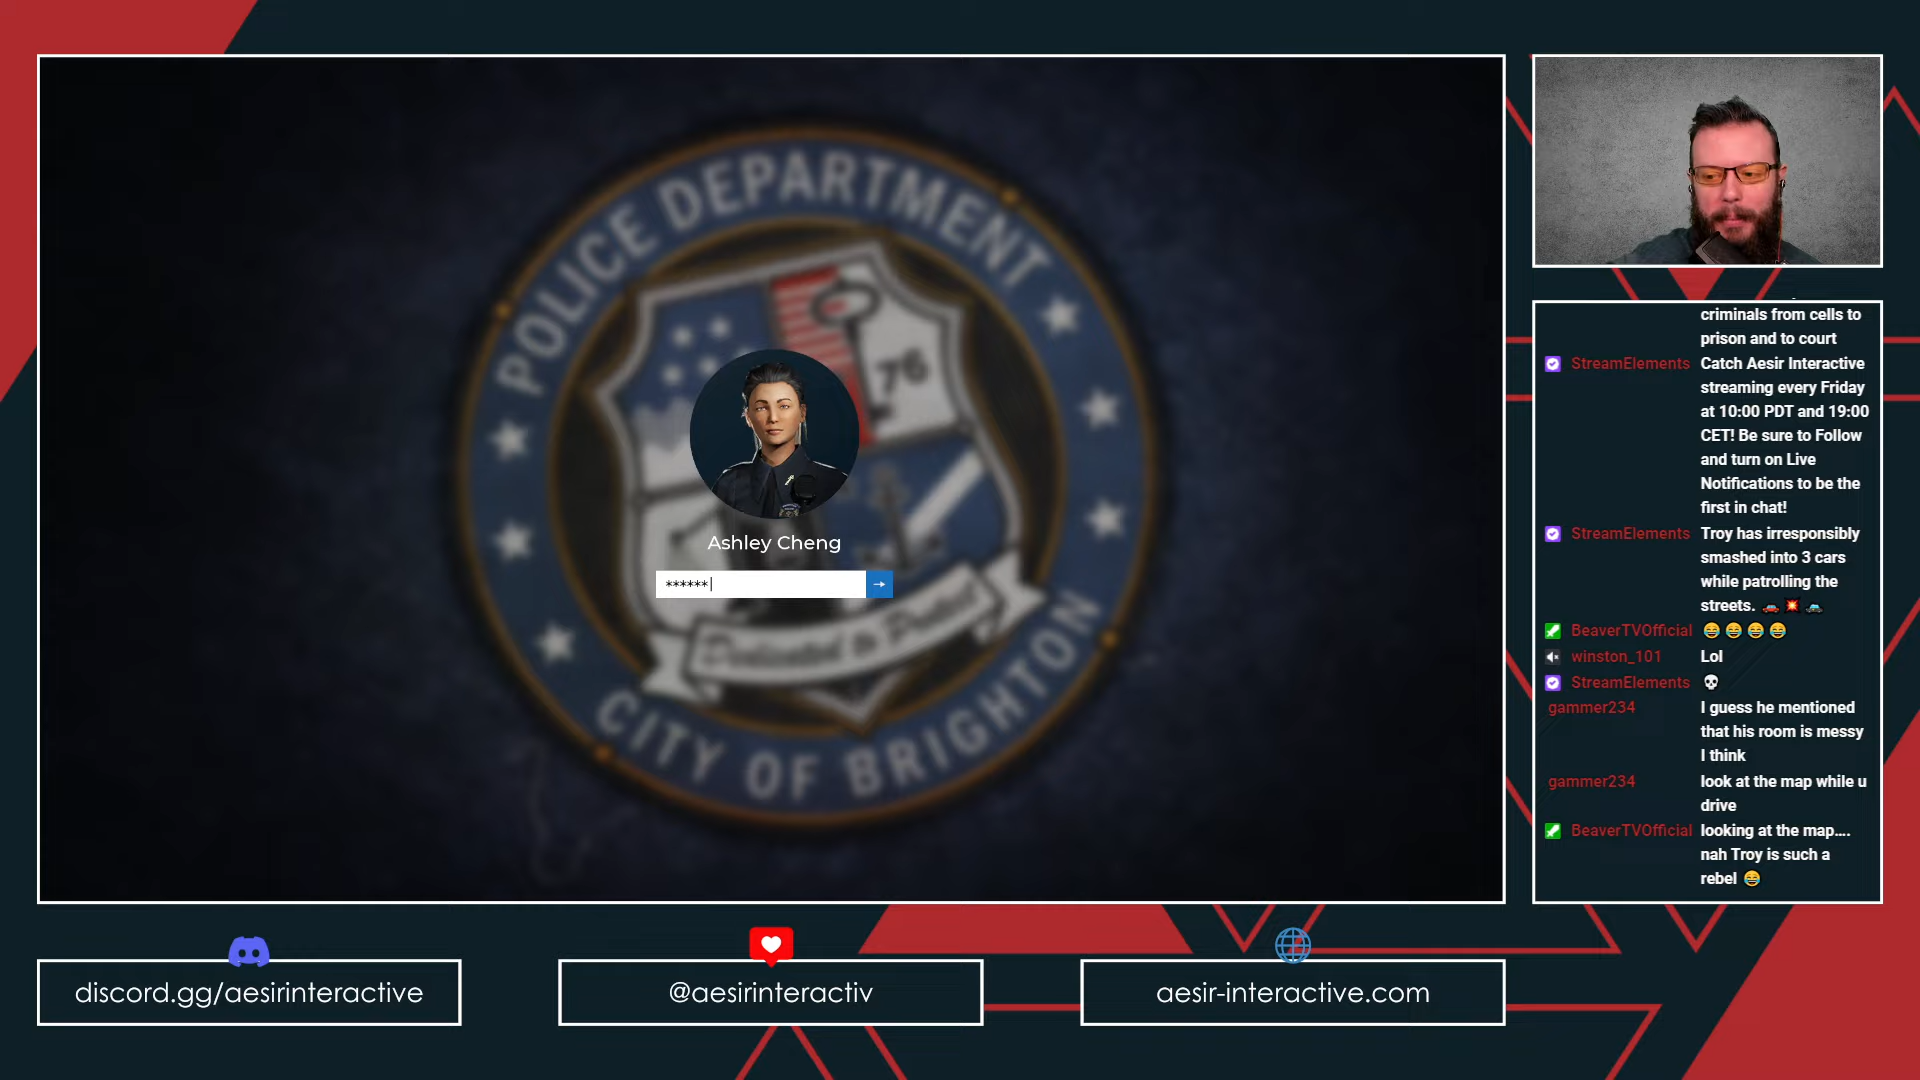 POLICE DEPARTMENT
76
Dedicated to Protect
CITY OF BRIGHTON
Ashley Cheng
******
criminals from cells to
prison and to court
StreamElements Catch Aesir Interactive
streaming every Friday
at 10:00 PDT and 19:00
CET! Be sure to Follow
and turn on Live
Notifications to be the
first in chat!
StreamElements Troy has irresponsibly
smashed into 3 cars
while patrolling the
streets. 🚗 💥 🚓
BeaverTVOfficial 😂 😂 😂 😂
winston_101 Lol
StreamElements 💀
gammer234 I guess he mentioned
that his room is messy
I think
gammer234 look at the map while u
drive
BeaverTVOfficial looking at the map....
nah Troy is such a
rebel 😂
discord.gg/aesirinteractive
@aesirinteractiv
aesir-interactive.com